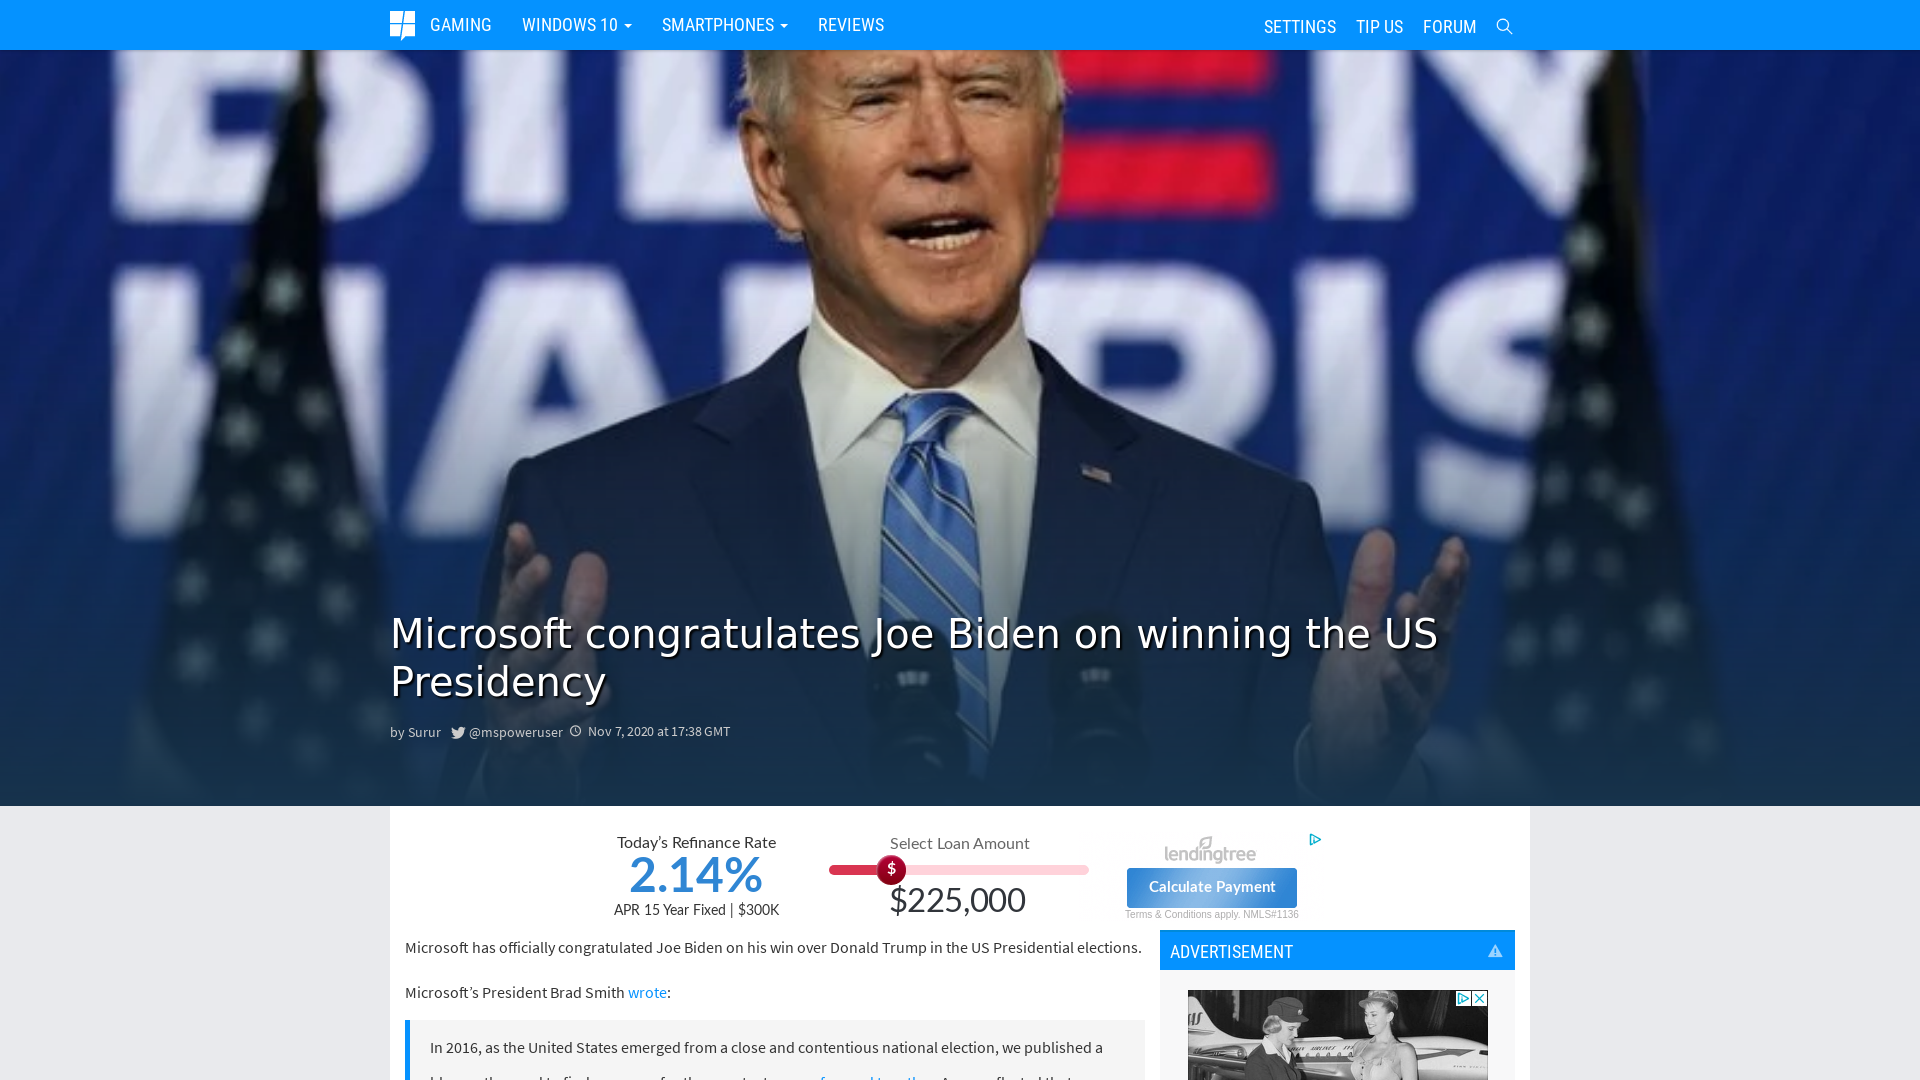 GAMING WINDOWS 10 SMARTPHONES REVIEWS SETTINGS TIP US FORUM
BIDEN
HARRIS
Microsoft congratulates Joe Biden on winning the US
Presidency
by Surur @mspoweruser Nov 7, 2020 at 17:38 GMT
Today’s Refinance Rate
2.14%
APR 15 Year Fixed | $300K
Select Loan Amount
$
$225,000
lendingtree
Calculate Payment
Terms & Conditions apply. NMLS#1136
Microsoft has officially congratulated Joe Biden on his win over Donald Trump in the US Presidential elections.
Microsoft’s President Brad Smith wrote:
In 2016, as the United States emerged from a close and contentious national election, we published a
ADVERTISEMENT